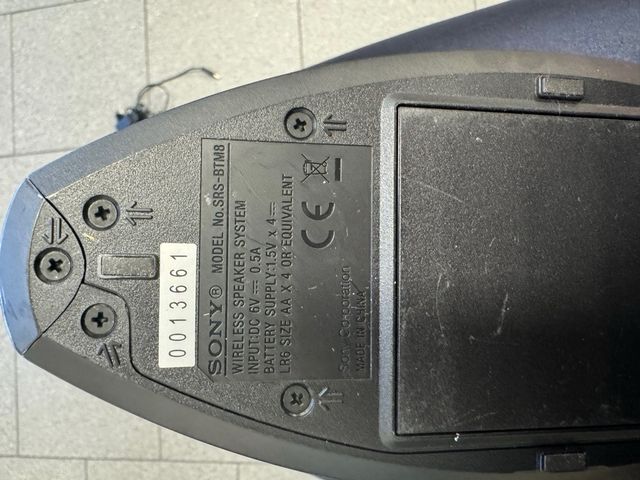 SONY® MODEL No.SRS-BTM8
WIRELESS SPEAKER SYSTEM
INPUT:DC 6V⎓ 0.5A
BATTERY SUPPLY:1.5V x 4⎓
LR6 SIZE AA X 4 OR EQUIVALENT
CE
Sony Corporation
MADE IN CHINA
0013661